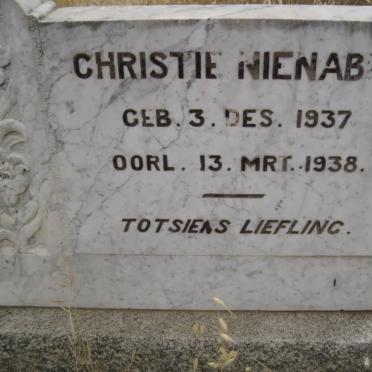 CHRISTIE NIENAB
GEB. 3. DES. 1937
OORL. 13. MRT. 1938.
TOTSIENS LIEFLING.